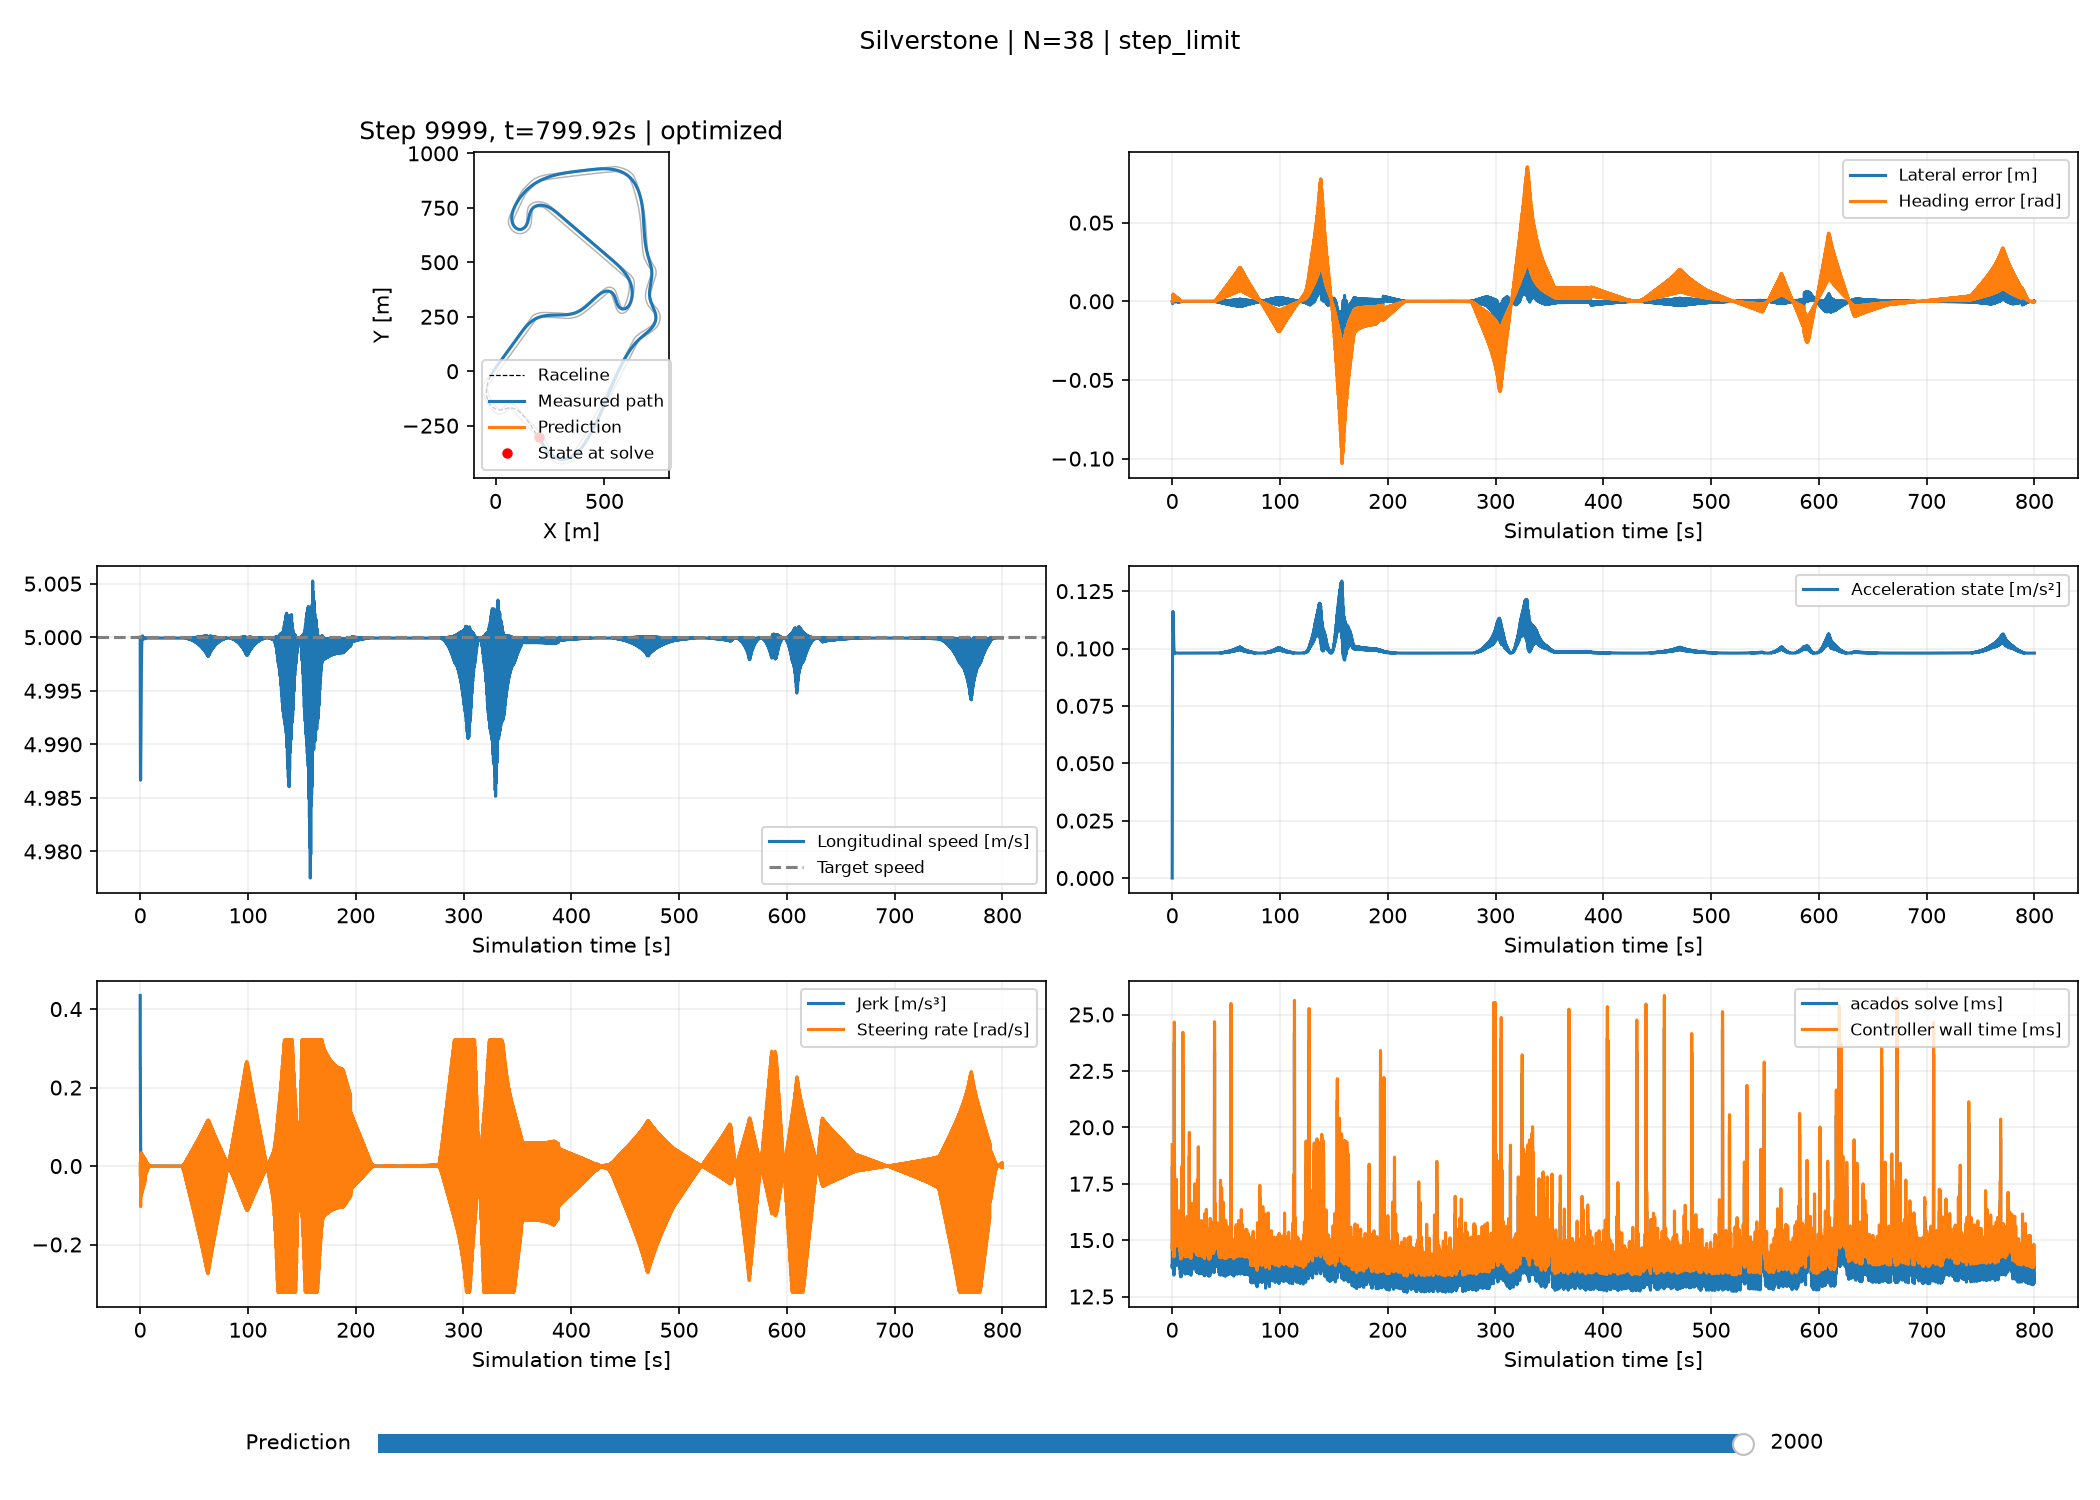 Silverstone | N=38 | step_limit
Step 9999, t=799.92s | optimized
1000
750
500
250
0
−250
Y [m]
Raceline
Measured path
Prediction
State at solve
0 500
X [m]
Lateral error [m]
Heading error [rad]
0.05
0.00
−0.05
−0.10
0 100 200 300 400 500 600 700 800
Simulation time [s]
5.005
5.000
4.995
4.990
4.985
4.980
Longitudinal speed [m/s]
Target speed
0 100 200 300 400 500 600 700 800
Simulation time [s]
Acceleration state [m/s²]
0.125
0.100
0.075
0.050
0.025
0.000
0 100 200 300 400 500 600 700 800
Simulation time [s]
Jerk [m/s³]
Steering rate [rad/s]
0.4
0.2
0.0
−0.2
0 100 200 300 400 500 600 700 800
Simulation time [s]
acados solve [ms]
Controller wall time [ms]
25.0
22.5
20.0
17.5
15.0
12.5
0 100 200 300 400 500 600 700 800
Simulation time [s]
Prediction 2000